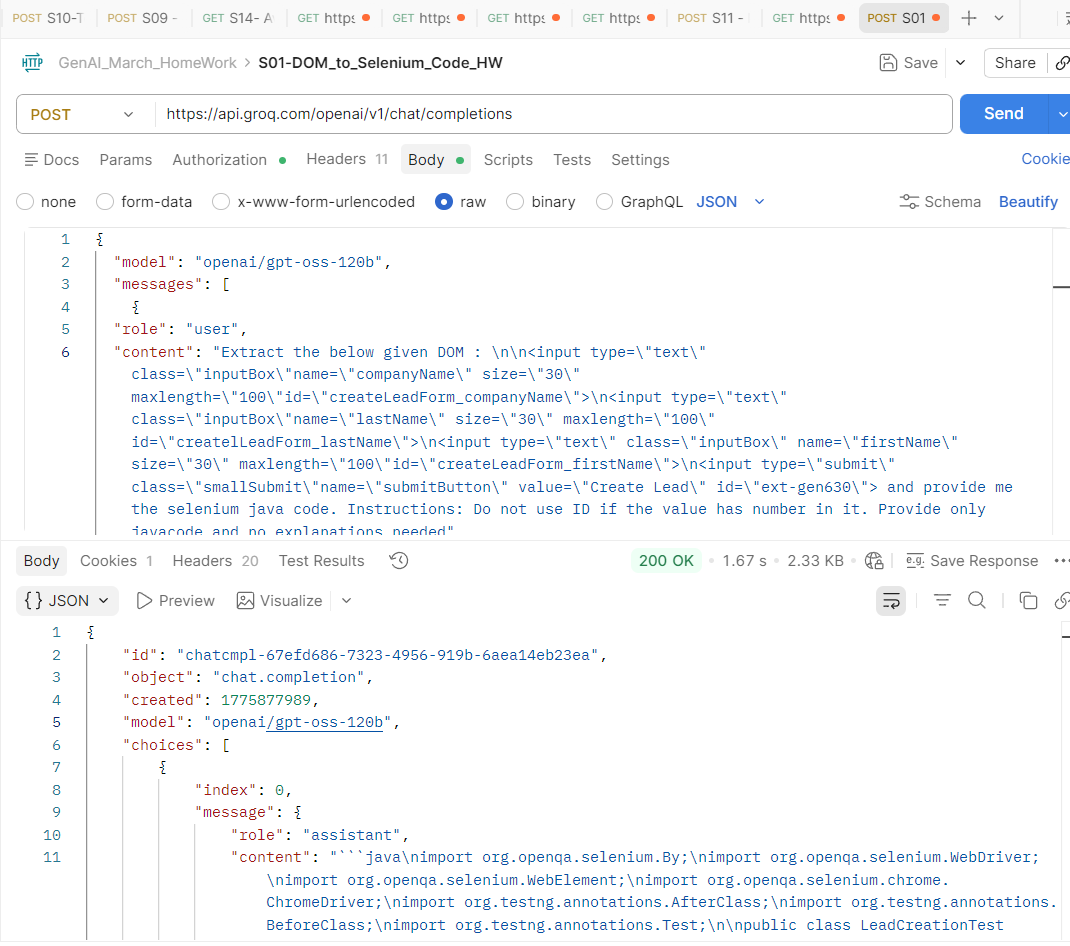 POST S10-T POST S09 - GET S14- A GET https GET https GET https GET https POST S11 - GET https POST S01
HTTP GenAI_March_HomeWork > S01-DOM_to_Selenium_Code_HW Save Share
POST https://api.groq.com/openai/v1/chat/completions Send
Docs Params Authorization Headers 11 Body Scripts Tests Settings Cookie
none form-data x-www-form-urlencoded raw binary GraphQL JSON Schema Beautify
1 {
2 "model": "openai/gpt-oss-120b",
3 "messages": [
4 {
5 "role": "user",
6 "content": "Extract the below given DOM : \n\n<input type=\"text\"
class=\"inputBox\"name=\"companyName\" size=\"30\"
maxlength=\"100\"id=\"createLeadForm_companyName\">\n<input type=\"text\"
class=\"inputBox\"name=\"lastName\" size=\"30\" maxlength=\"100\"
id=\"createlLeadForm_lastName\">\n<input type=\"text\" class=\"inputBox\" name=\"firstName\"
size=\"30\" maxlength=\"100\"id=\"createLeadForm_firstName\">\n<input type=\"submit\"
class=\"smallSubmit\"name=\"submitButton\" value=\"Create Lead\" id=\"ext-gen630\"> and provide me
the selenium java code. Instructions: Do not use ID if the value has number in it. Provide only
javacode and no explanations needed"
Body Cookies 1 Headers 20 Test Results 200 OK • 1.67 s • 2.33 KB • e.g. Save Response
{} JSON Preview Visualize
1 {
2 "id": "chatcmpl-67efd686-7323-4956-919b-6aea14eb23ea",
3 "object": "chat.completion",
4 "created": 1775877989,
5 "model": "openai/gpt-oss-120b",
6 "choices": [
7 {
8 "index": 0,
9 "message": {
10 "role": "assistant",
11 "content": "```java\nimport org.openqa.selenium.By;\nimport org.openqa.selenium.WebDriver;
\nimport org.openqa.selenium.WebElement;\nimport org.openqa.selenium.chrome.
ChromeDriver;\nimport org.testng.annotations.AfterClass;\nimport org.testng.annotations.
BeforeClass;\nimport org.testng.annotations.Test;\n\npublic class LeadCreationTest